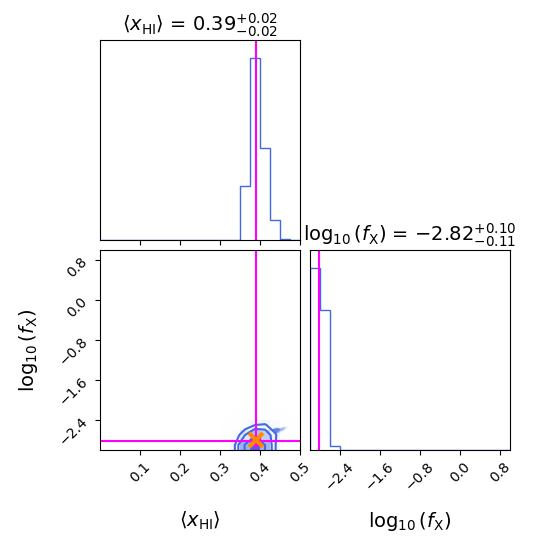 ⟨x_HI⟩ = 0.39^{+0.02}_{−0.02}
log₁₀ (f_X) = −2.82^{+0.10}_{−0.11}
log₁₀ (f_X)
0.8
0.0
−0.8
−1.6
−2.4
0.1 0.2 0.3 0.4 0.5
−2.4 −1.6 −0.8 0.0 0.8
⟨x_HI⟩
log₁₀ (f_X)